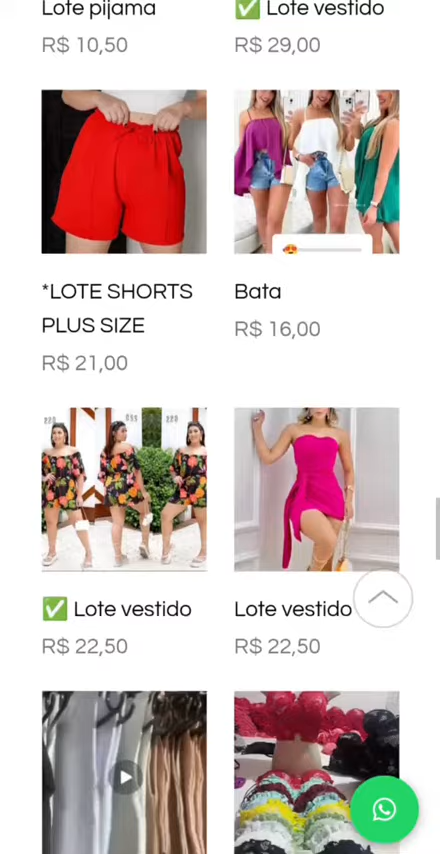 Lote pijama
✅ Lote vestido
R$ 10,50
R$ 29,00
*LOTE SHORTS
PLUS SIZE
R$ 21,00
Bata
R$ 16,00
✅ Lote vestido
R$ 22,50
Lote vestido
R$ 22,50